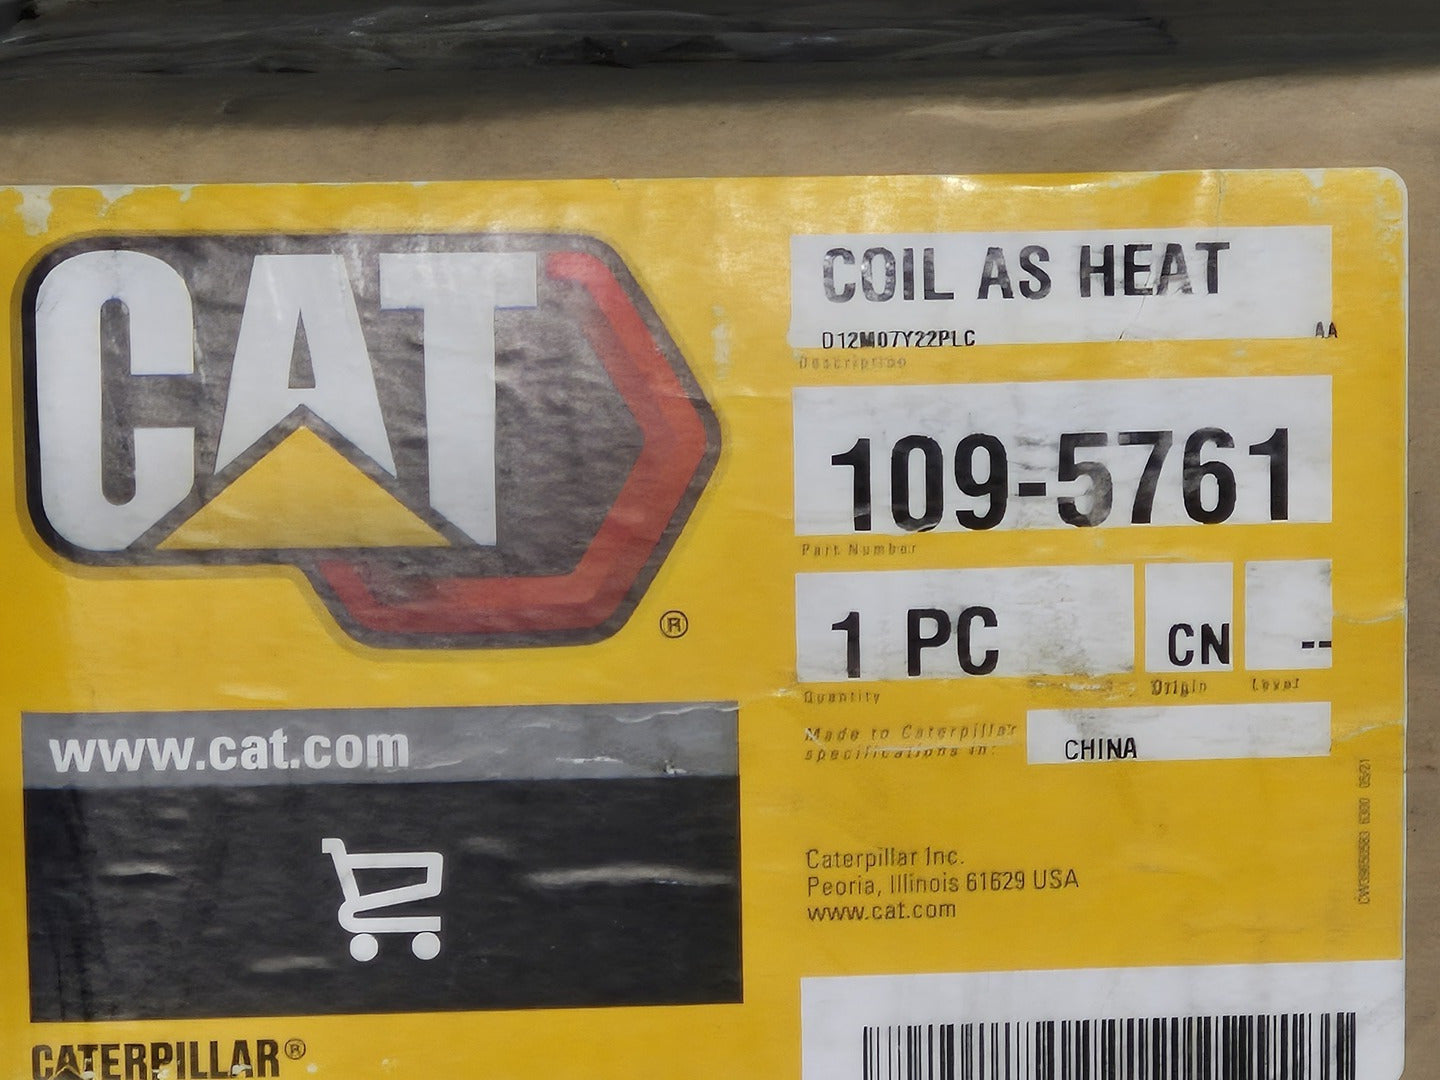 CAT
®
COIL AS HEAT
D12M07Y22PLC AA
Description
109-5761
Part Number
1 PC CN --
Quantity Origin Level
Made to Caterpillar
specifications in: CHINA
www.cat.com
Caterpillar Inc.
Peoria, Illinois 61629 USA
www.cat.com
CATERPILLAR®